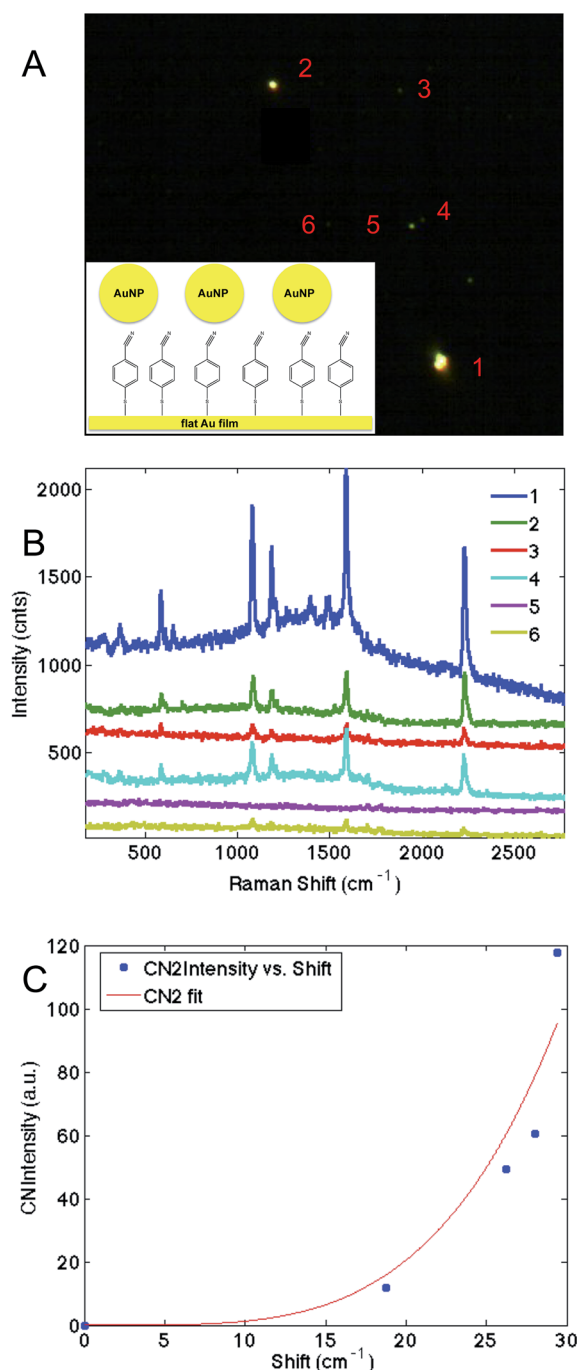 A
2
3
6
5
4
1
AuNP
AuNP
AuNP
N
N
N
N
N
N
S
S
S
S
S
S
flat Au film
B
2000
1500
1000
500
Intensity (cnts)
1
2
3
4
5
6
500
1000
1500
2000
2500
Raman Shift (cm⁻¹)
C
120
100
80
60
40
20
0
CNIntensity (a.u.)
CN2Intensity vs. Shift
CN2 fit
0
5
10
15
20
25
30
Shift (cm⁻¹)